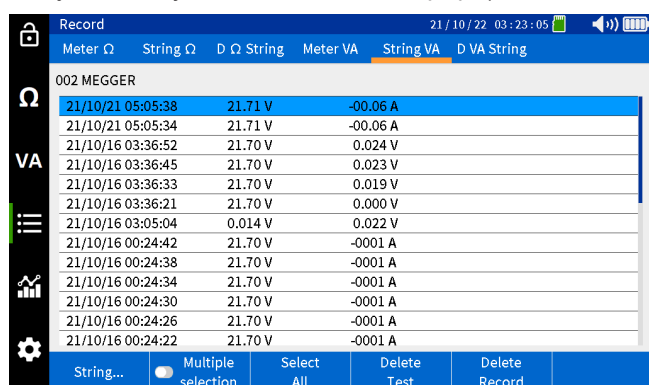 Record 21/10/22 03:23:05
Meter Ω String Ω D Ω String Meter VA String VA D VA String
002 MEGGER
Ω
VA
21/10/21 05:05:38 21.71 V -00.06 A
21/10/21 05:05:34 21.71 V -00.06 A
21/10/16 03:36:52 21.70 V 0.024 V
21/10/16 03:36:45 21.70 V 0.023 V
21/10/16 03:36:33 21.70 V 0.019 V
21/10/16 03:36:21 21.70 V 0.000 V
21/10/16 03:05:04 0.014 V 0.022 V
21/10/16 00:24:42 21.70 V -0001 A
21/10/16 00:24:38 21.70 V -0001 A
21/10/16 00:24:34 21.70 V -0001 A
21/10/16 00:24:30 21.70 V -0001 A
21/10/16 00:24:26 21.70 V -0001 A
21/10/16 00:24:22 21.70 V -0001 A
String... Multiple selection Select All Delete Test Delete Record